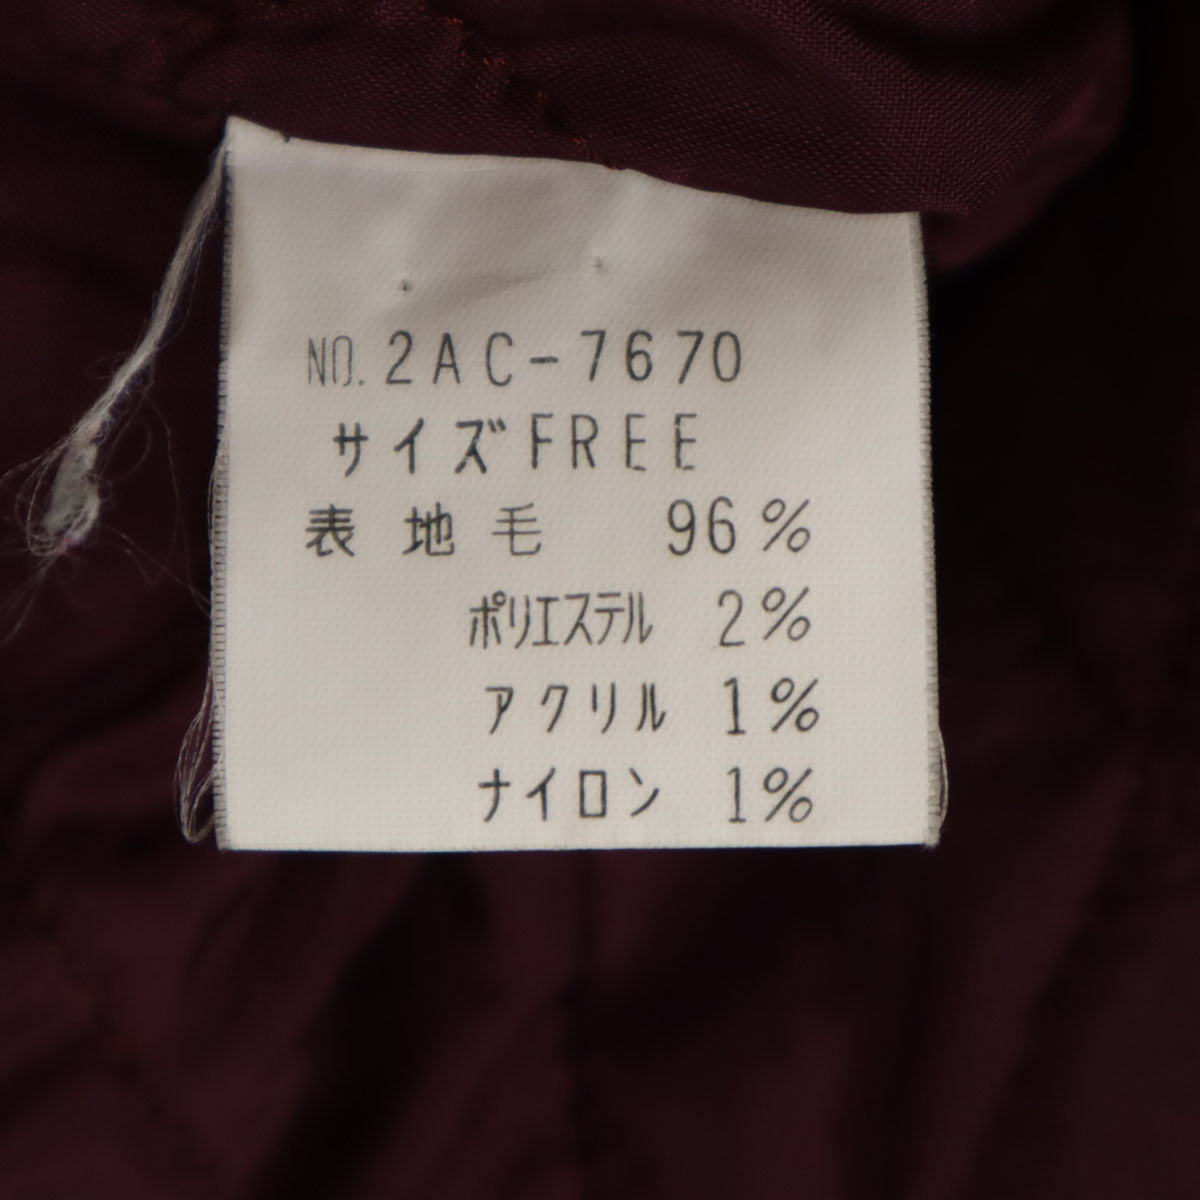 NO. 2AC-7670
サイズFREE
表地毛 96%
ポリエステル 2%
アクリル 1%
ナイロン 1%